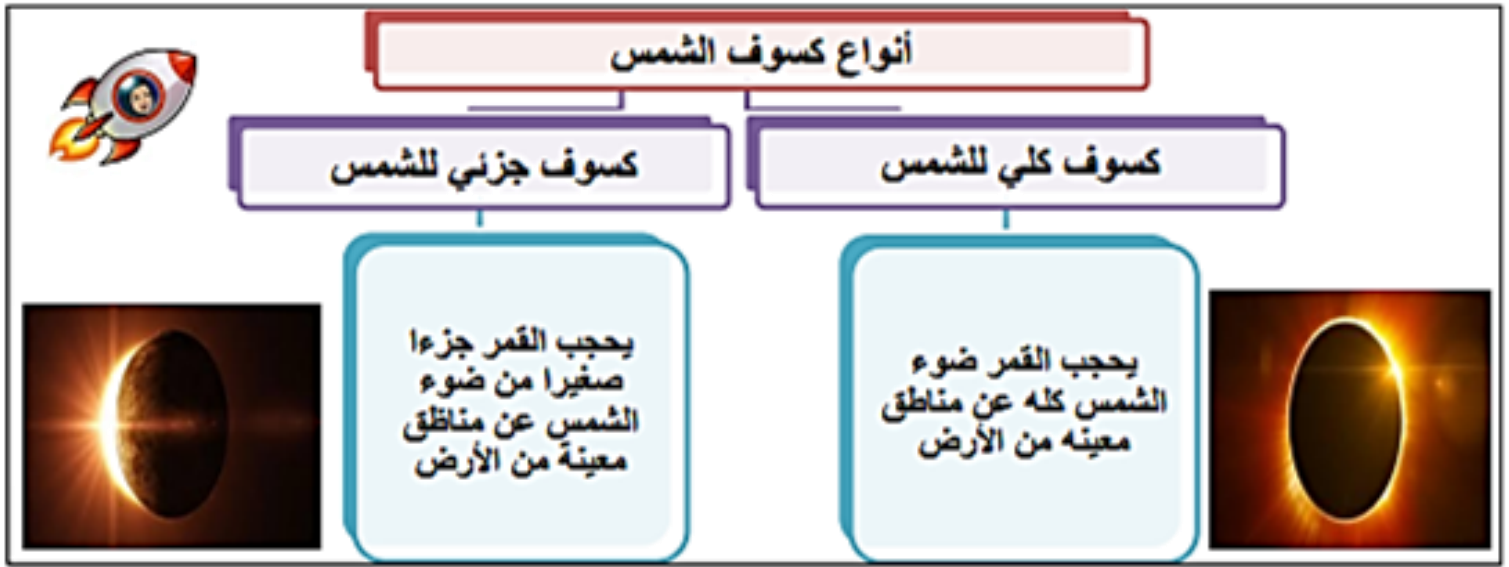 أنواع كسوف الشمس
كسوف كلي للشمس
كسوف جزئي للشمس
يحجب القمر ضوء
الشمس كله عن مناطق
معينه من الأرض
يحجب القمر جزءا
صغيرا من ضوء
الشمس عن مناظق
معينة من الأرض